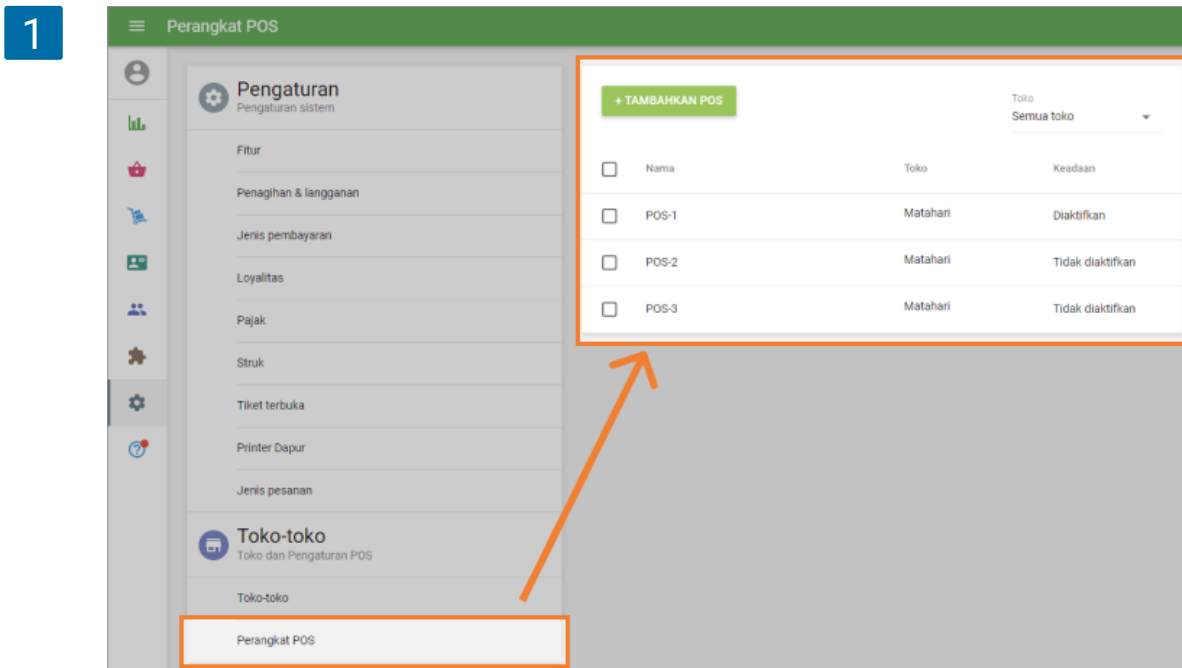 1
Perangkat POS
Pengaturan
Pengaturan sistem
Fitur
Penagihan & langganan
Jenis pembayaran
Loyalitas
Pajak
Struk
Tiket terbuka
Printer Dapur
Jenis pesanan
Toko-toko
Toko dan Pengaturan POS
Toko-toko
Perangkat POS
+ TAMBAHKAN POS
Toko
Semua toko
Nama Toko Keadaan
POS-1 Matahari Diaktifkan
POS-2 Matahari Tidak diaktifkan
POS-3 Matahari Tidak diaktifkan